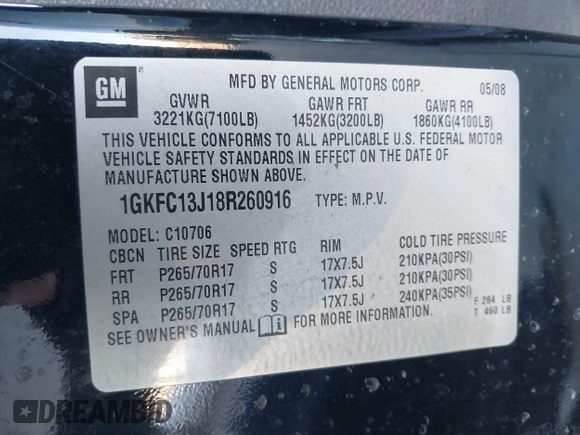 GM
MFD BY GENERAL MOTORS CORP. 05/08
GVWR GAWR FRT GAWR RR
3221KG(7100LB) 1452KG(3200LB) 1860KG(4100LB)
THIS VEHICLE CONFORMS TO ALL APPLICABLE U.S. FEDERAL MOTOR
VEHICLE SAFETY STANDARDS IN EFFECT ON THE DATE OF
MANUFACTURE SHOWN ABOVE.
1GKFC13J18R260916 TYPE: M.P.V.
MODEL: C10706
CBCN TIRE SIZE SPEED RTG RIM COLD TIRE PRESSURE
FRT P265/70R17 S 17X7.5J 210KPA(30PSI)
RR P265/70R17 S 17X7.5J 210KPA(30PSI)
SPA P265/70R17 S 17X7.5J 240KPA(35PSI) F 284 LB
SEE OWNER'S MANUAL FOR MORE INFORMATION. T 460 LB
DREAMBID